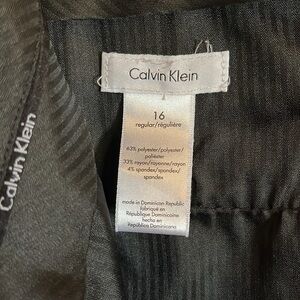 Calvin Klein
16
regular/régulière
63% polyester/polyester/
poliéster
33% rayon/rayonne/rayon
4% spandex/spandex/
spandex
made in Dominican Republic
fabriqué en
République Dominicaine
hecho en
República Dominicana
Calvin Klein